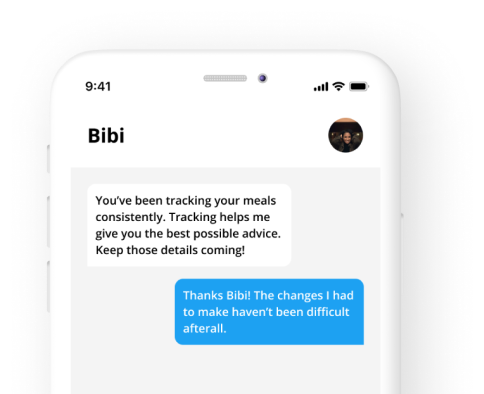 9:41
Bibi
You've been tracking your meals
consistently. Tracking helps me
give you the best possible advice.
Keep those details coming!
Thanks Bibi! The changes I had
to make haven't been difficult
afterall.